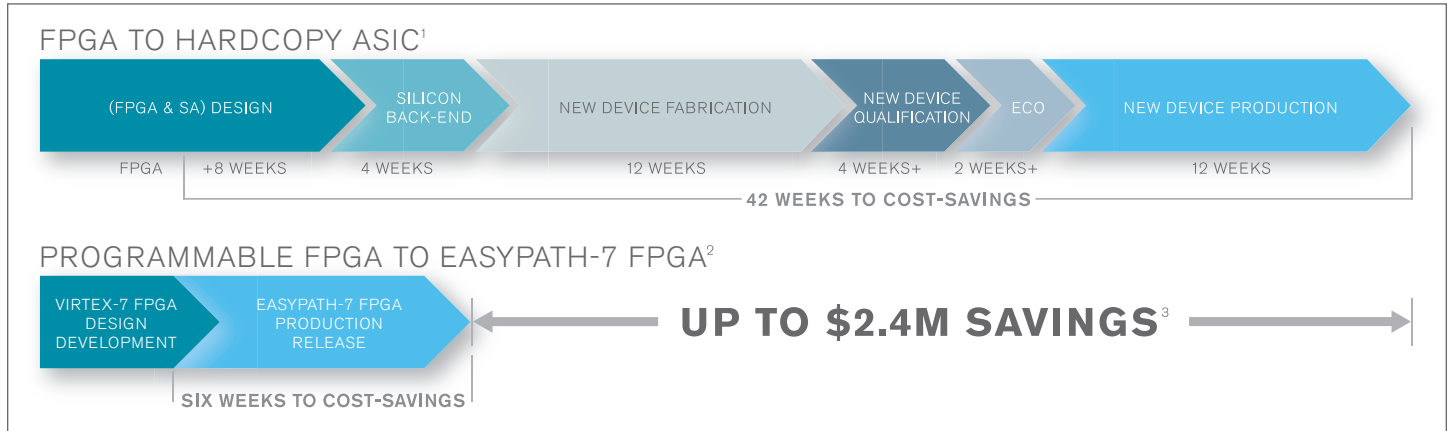 FPGA TO HARDCOPY ASIC¹
(FPGA & SA) DESIGN
SILICON
BACK-END
NEW DEVICE FABRICATION
NEW DEVICE
QUALIFICATION
ECO
NEW DEVICE PRODUCTION
FPGA
+8 WEEKS
4 WEEKS
12 WEEKS
4 WEEKS+
2 WEEKS+
12 WEEKS
42 WEEKS TO COST-SAVINGS
PROGRAMMABLE FPGA TO EASYPATH-7 FPGA²
VIRTEX-7 FPGA
DESIGN
DEVELOPMENT
EASYPATH-7 FPGA
PRODUCTION
RELEASE
UP TO $2.4M SAVINGS³
SIX WEEKS TO COST-SAVINGS